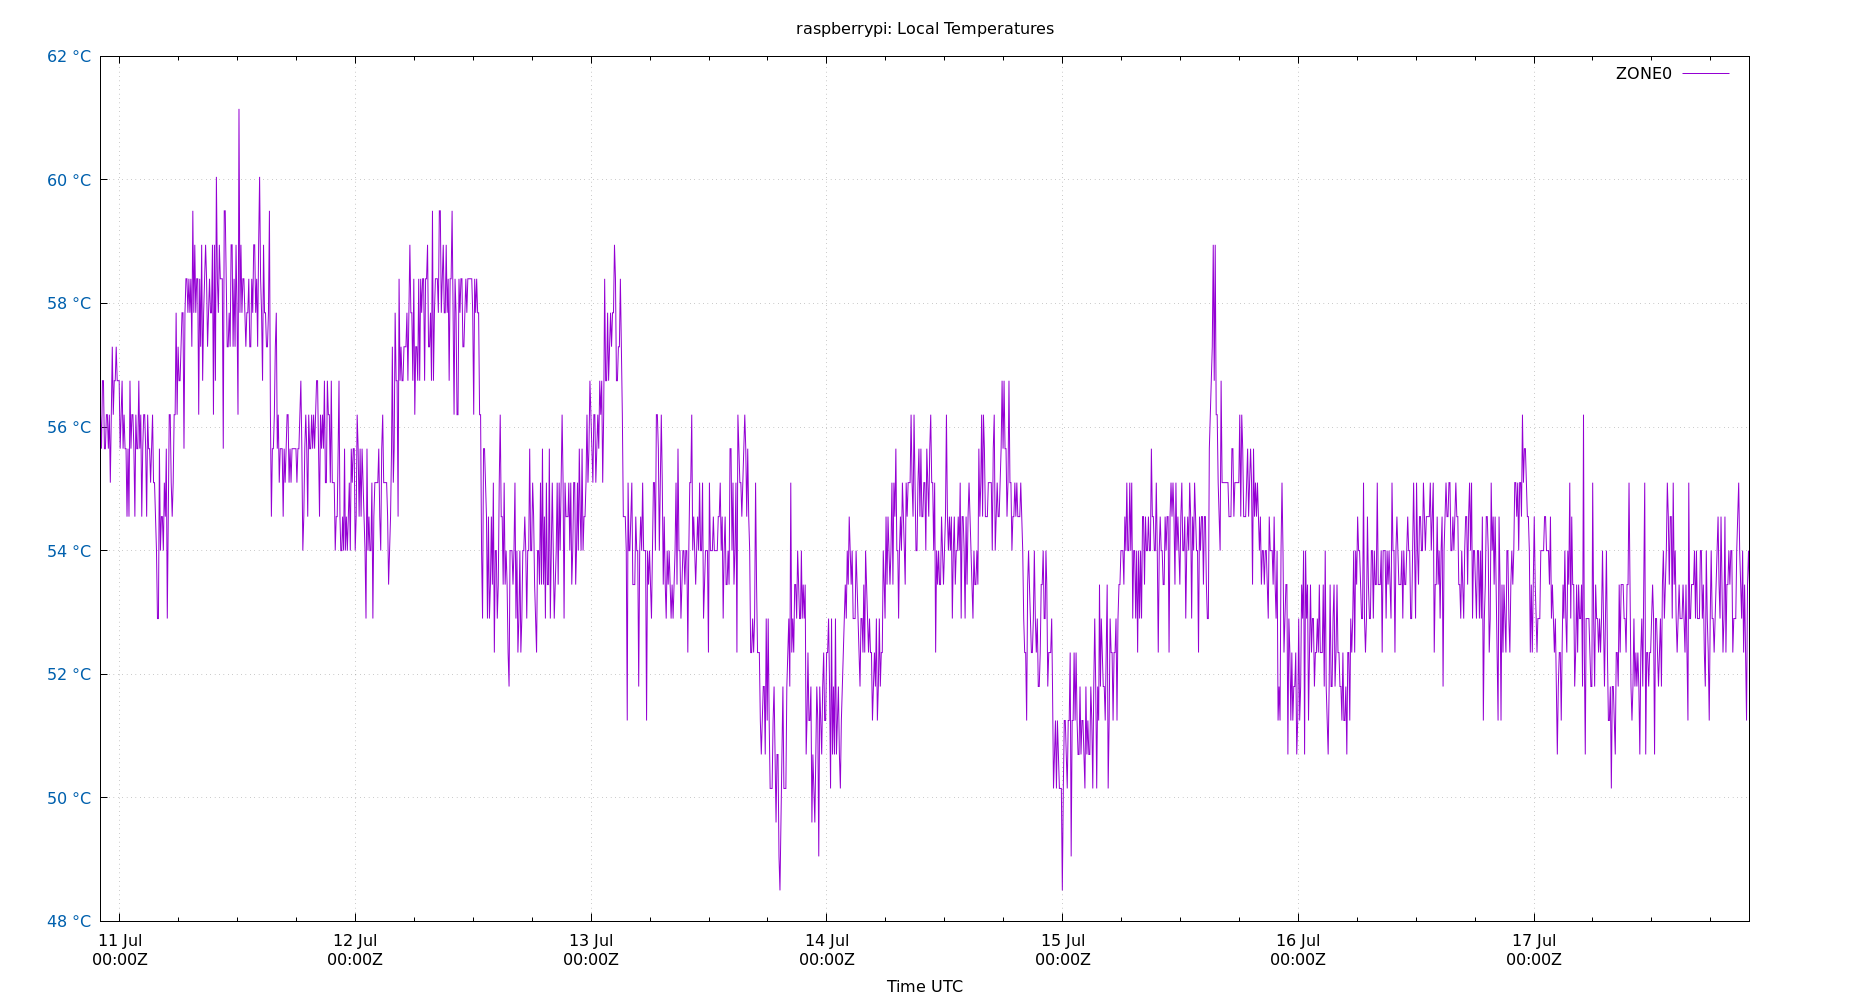 raspberrypi: Local Temperatures
62 °C
ZONE0
60 °C
58 °C
56 °C
54 °C
52 °C
50 °C
48 °C
11 Jul 12 Jul 13 Jul 14 Jul 15 Jul 16 Jul 17 Jul
00:00Z 00:00Z 00:00Z 00:00Z 00:00Z 00:00Z 00:00Z
Time UTC